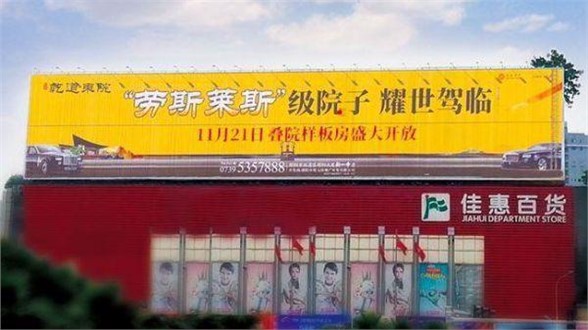 乾道東院
“劳斯莱斯”级院子 耀世驾临
11月21日 叠院样板房盛大开放
0739 5357888
佳惠百货
JIAHUI DEPARTMENT STORE